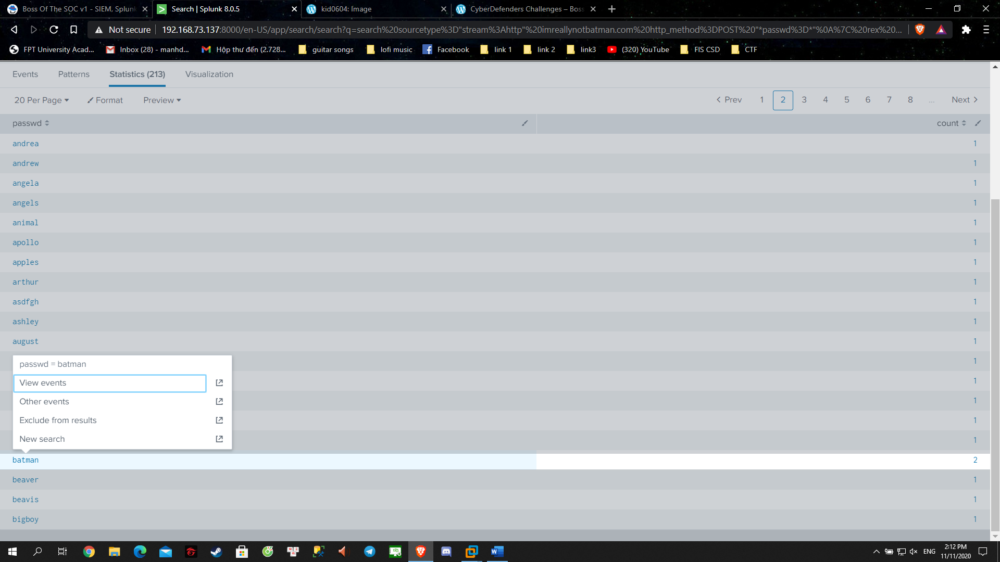 Boss Of The SOC v1 - SIEM, Splunk
Search | Splunk 8.0.5
kid0604: Image
CyberDefenders Challenges – Boss
Not secure
192.168.73.137:8000/en-US/app/search/search?q=search%20sourcetype%3D"stream%3Ahttp"%20imreallynotbatman.com%20http_method%3DPOST%20"*passwd%3D*"%0A%7C%20rex%20...
FPT University Acad...
Inbox (28) - manhd...
Hộp thư đến (2.728...
guitar songs
lofi music
Facebook
link 1
link 2
link3
(320) YouTube
FIS CSD
CTF
Events
Patterns
Statistics (213)
Visualization
20 Per Page
Format
Preview
Prev
1
2
3
4
5
6
7
8
...
Next
passwd
count
andrea 1
andrew 1
angela 1
angels 1
animal 1
apollo 1
apples 1
arthur 1
asdfgh 1
ashley 1
august 1
passwd = batman
1
View events
1
Other events
1
Exclude from results
1
New search
1
batman 2
beaver 1
beavis 1
bigboy 1
ENG
2:12 PM
11/11/2020